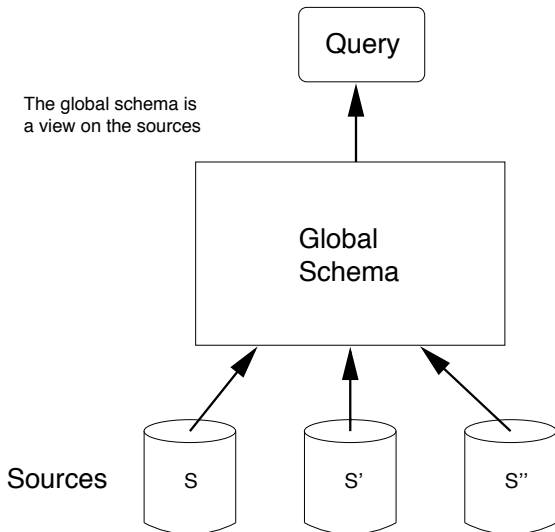 Query
The global schema is
a view on the sources
Global
Schema
Sources
S
S'
S''